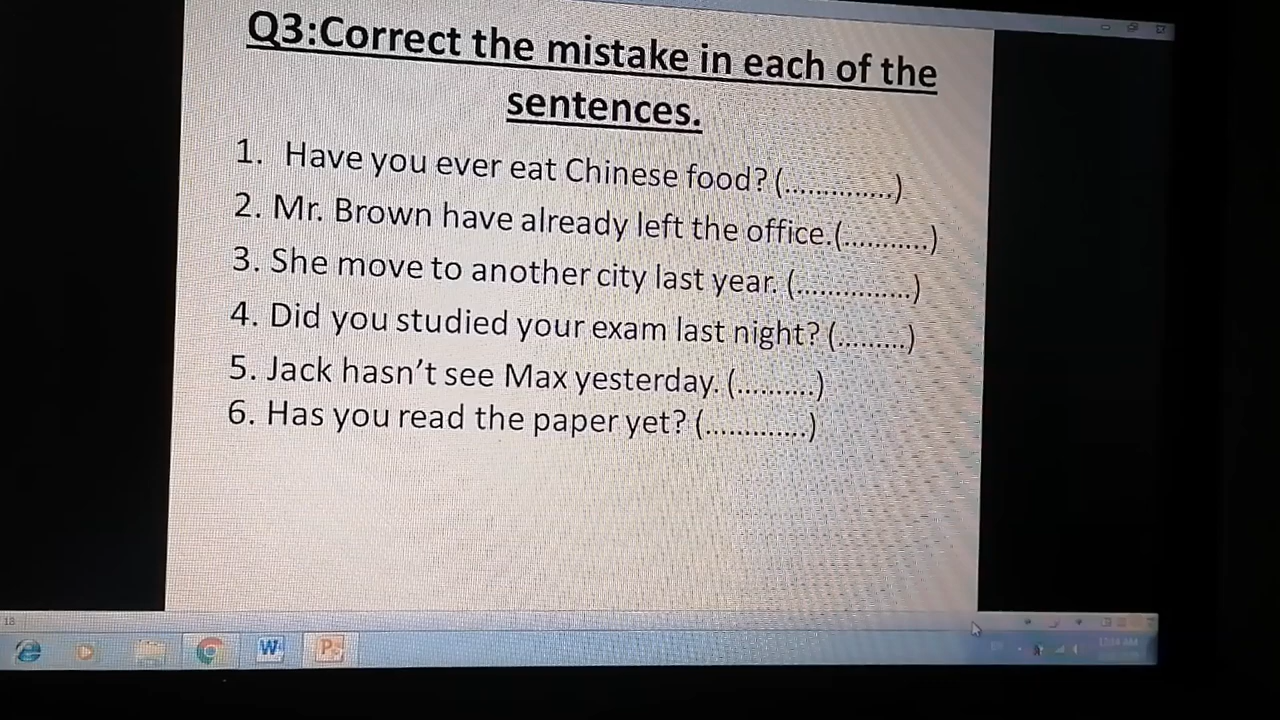 Q3:Correct the mistake in each of the
sentences.
1. Have you ever eat Chinese food? (..............)
2. Mr. Brown have already left the office.(...........)
3. She move to another city last year. (...............)
4. Did you studied your exam last night? (.........)
5. Jack hasn't see Max yesterday. (..........)
6. Has you read the paper yet? (.............)
18